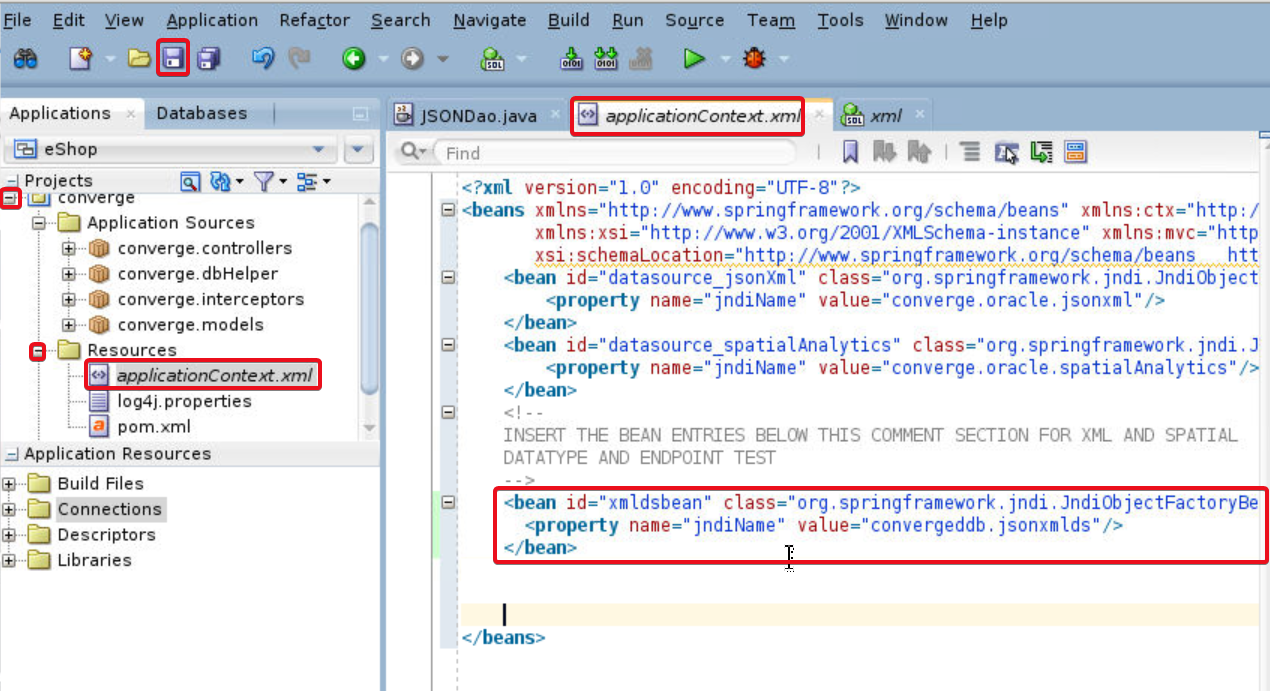 File Edit View Application Refactor Search Navigate Build Run Source Team Tools Window Help
Applications Databases
JSONDao.java applicationContext.xml xml
eShop
Find
Projects
converge
Application Sources
converge.controllers
converge.dbHelper
converge.interceptors
converge.models
Resources
applicationContext.xml
log4j.properties
pom.xml
Application Resources
Build Files
Connections
Descriptors
Libraries
<?xml version="1.0" encoding="UTF-8"?>
<beans xmlns="http://www.springframework.org/schema/beans" xmlns:ctx="http:/
xmlns:xsi="http://www.w3.org/2001/XMLSchema-instance" xmlns:mvc="http
xsi:schemaLocation="http://www.springframework.org/schema/beans htt
<bean id="datasource_jsonXml" class="org.springframework.jndi.JndiObject
<property name="jndiName" value="converge.oracle.jsonxml"/>
</bean>
<bean id="datasource_spatialAnalytics" class="org.springframework.jndi.J
<property name="jndiName" value="converge.oracle.spatialAnalytics"/>
</bean>
<!--
INSERT THE BEAN ENTRIES BELOW THIS COMMENT SECTION FOR XML AND SPATIAL
DATATYPE AND ENDPOINT TEST
-->
<bean id="xmldsbean" class="org.springframework.jndi.JndiObjectFactoryBe
<property name="jndiName" value="convergeddb.jsonxmlds"/>
</bean>
</beans>